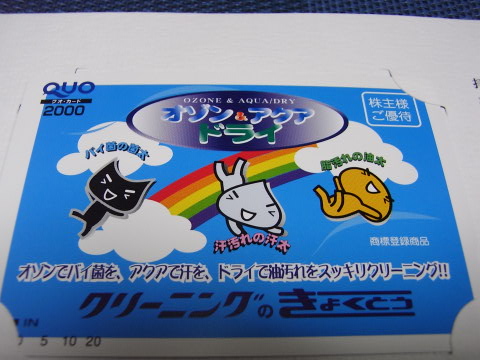 QUO
クオ・カード
2000
OZONE & AQUA/DRY
オゾン&アクア
ドライ
株主様
ご優待
バイ菌の菌木
汗汚れの汗水
脂汚れの油水
商標登録商品
オゾンでバイ菌を、アクアで汗を、ドライで油汚れをスッキリクリーニング!!
クリーニングのきょくとう
IN
5 10 20